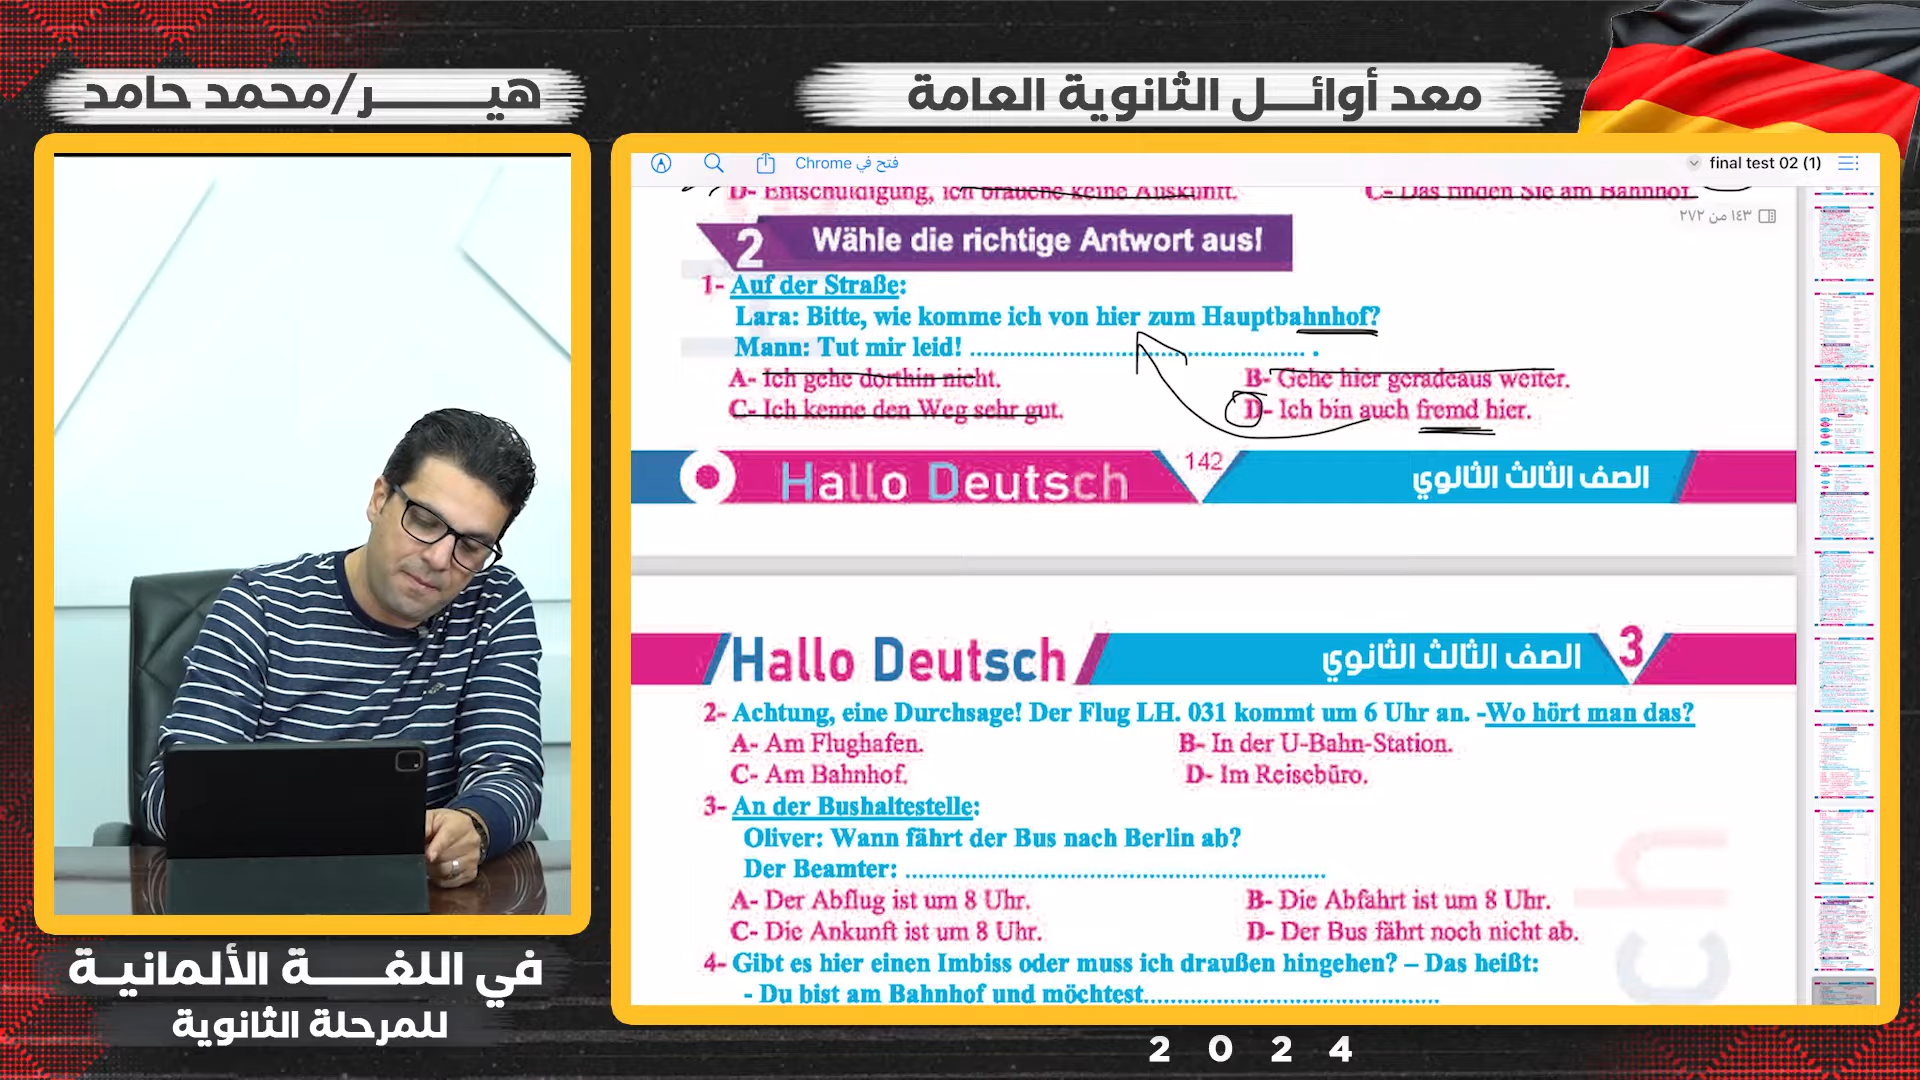 هيـــــر/محمد حامد
معد أوائـــل الثانوية العامة
فتح في Chrome
final test 02 (1)
D- Entschuldigung, ich brauche keine Auskunft.
C- Das finden Sie am Bahnhof.
١٤٣ من ٢٧٢
2 Wähle die richtige Antwort aus!
1- Auf der Straße:
Lara: Bitte, wie komme ich von hier zum Hauptbahnhof?
Mann: Tut mir leid! .................................................. .
A- Ich gehe dorthin nicht.
B- Gehe hier geradeaus weiter.
C- Ich kenne den Weg sehr gut.
D- Ich bin auch fremd hier.
Hallo Deutsch
142
الصف الثالث الثانوي
Hallo Deutsch
الصف الثالث الثانوي
3
2- Achtung, eine Durchsage! Der Flug LH. 031 kommt um 6 Uhr an. -Wo hört man das?
A- Am Flughafen.
B- In der U-Bahn-Station.
C- Am Bahnhof.
D- Im Reisebüro.
3- An der Bushaltestelle:
Oliver: Wann fährt der Bus nach Berlin ab?
Der Beamter: ................................................................
A- Der Abflug ist um 8 Uhr.
B- Die Abfahrt ist um 8 Uhr.
C- Die Ankunft ist um 8 Uhr.
D- Der Bus fährt noch nicht ab.
4- Gibt es hier einen Imbiss oder muss ich draußen hingehen? – Das heißt:
- Du bist am Bahnhof und möchtest............................................
ch
في اللغـــــة الألمانيـة
للمرحلة الثانوية
2 0 2 4